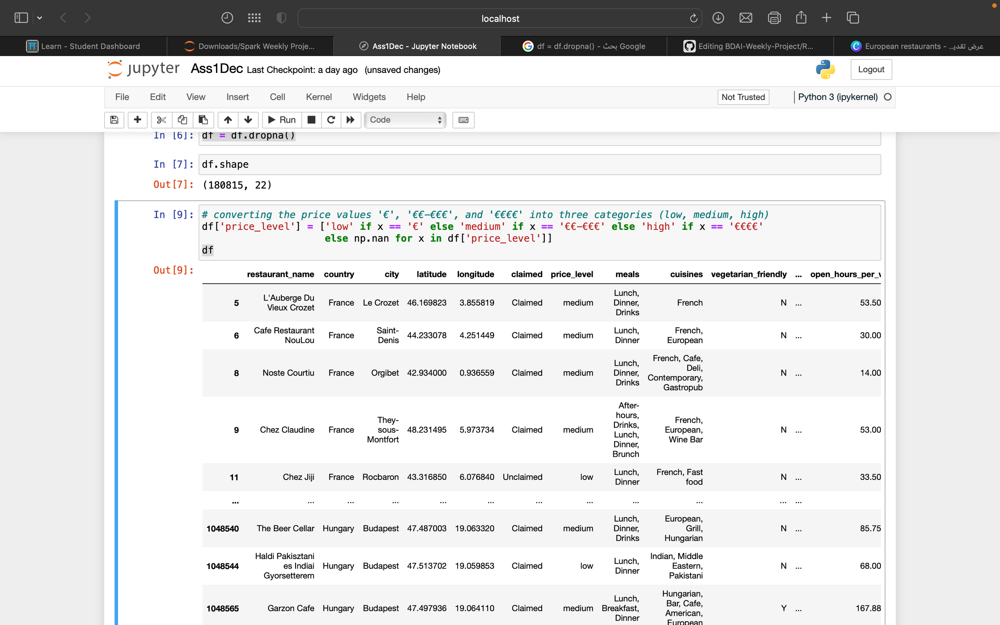 localhost
Learn - Student Dashboard
Downloads/Spark Weekly Proje...
Ass1Dec - Jupyter Notebook
df = df.dropna() - بحث Google
Editing BDAI-Weekly-Project/R...
European restaurants - ...عرض تقديـ
jupyter Ass1Dec Last Checkpoint: a day ago (unsaved changes)
Logout
File Edit View Insert Cell Kernel Widgets Help
Not Trusted
Python 3 (ipykernel)
Run
Code
In [6]: df = df.dropna()
In [7]: df.shape
Out[7]: (180815, 22)
In [9]: # converting the price values '€', '€€-€€€', and '€€€€' into three categories (low, medium, high)
df['price_level'] = ['low' if x == '€' else 'medium' if x == '€€-€€€' else 'high' if x == '€€€€'
else np.nan for x in df['price_level']]
df
Out[9]:
restaurant_name country city latitude longitude claimed price_level meals cuisines vegetarian_friendly ... open_hours_per_
5 L'Auberge Du Vieux Crozet France Le Crozet 46.169823 3.855819 Claimed medium Lunch, Dinner, Drinks French N ... 53.50
6 Cafe Restaurant NouLou France Saint-Denis 44.233078 4.251449 Claimed medium Lunch, Dinner French, European N ... 30.00
8 Noste Courtiu France Orgibet 42.934000 0.936559 Claimed medium Lunch, Dinner, Drinks French, Cafe, Deli, Contemporary, Gastropub N ... 14.00
9 Chez Claudine France They-sous-Montfort 48.231495 5.973734 Claimed medium After-hours, Drinks, Lunch, Dinner, Brunch French, European, Wine Bar N ... 53.00
11 Chez Jiji France Rocbaron 43.316850 6.076840 Unclaimed low Lunch, Dinner French, Fast food N ... 33.50
... ... ... ... ... ... ... ... ... ... ... ...
1048540 The Beer Cellar Hungary Budapest 47.487003 19.063320 Claimed medium Lunch, Dinner, Drinks European, Grill, Hungarian N ... 85.75
1048544 Haldi Pakisztani es Indiai Gyorsetterem Hungary Budapest 47.513702 19.059853 Claimed low Lunch, Dinner Indian, Middle Eastern, Pakistani N ... 68.00
1048565 Garzon Cafe Hungary Budapest 47.497936 19.064110 Claimed medium Lunch, Breakfast, Dinner Hungarian, Bar, Cafe, American, European Y ... 167.88